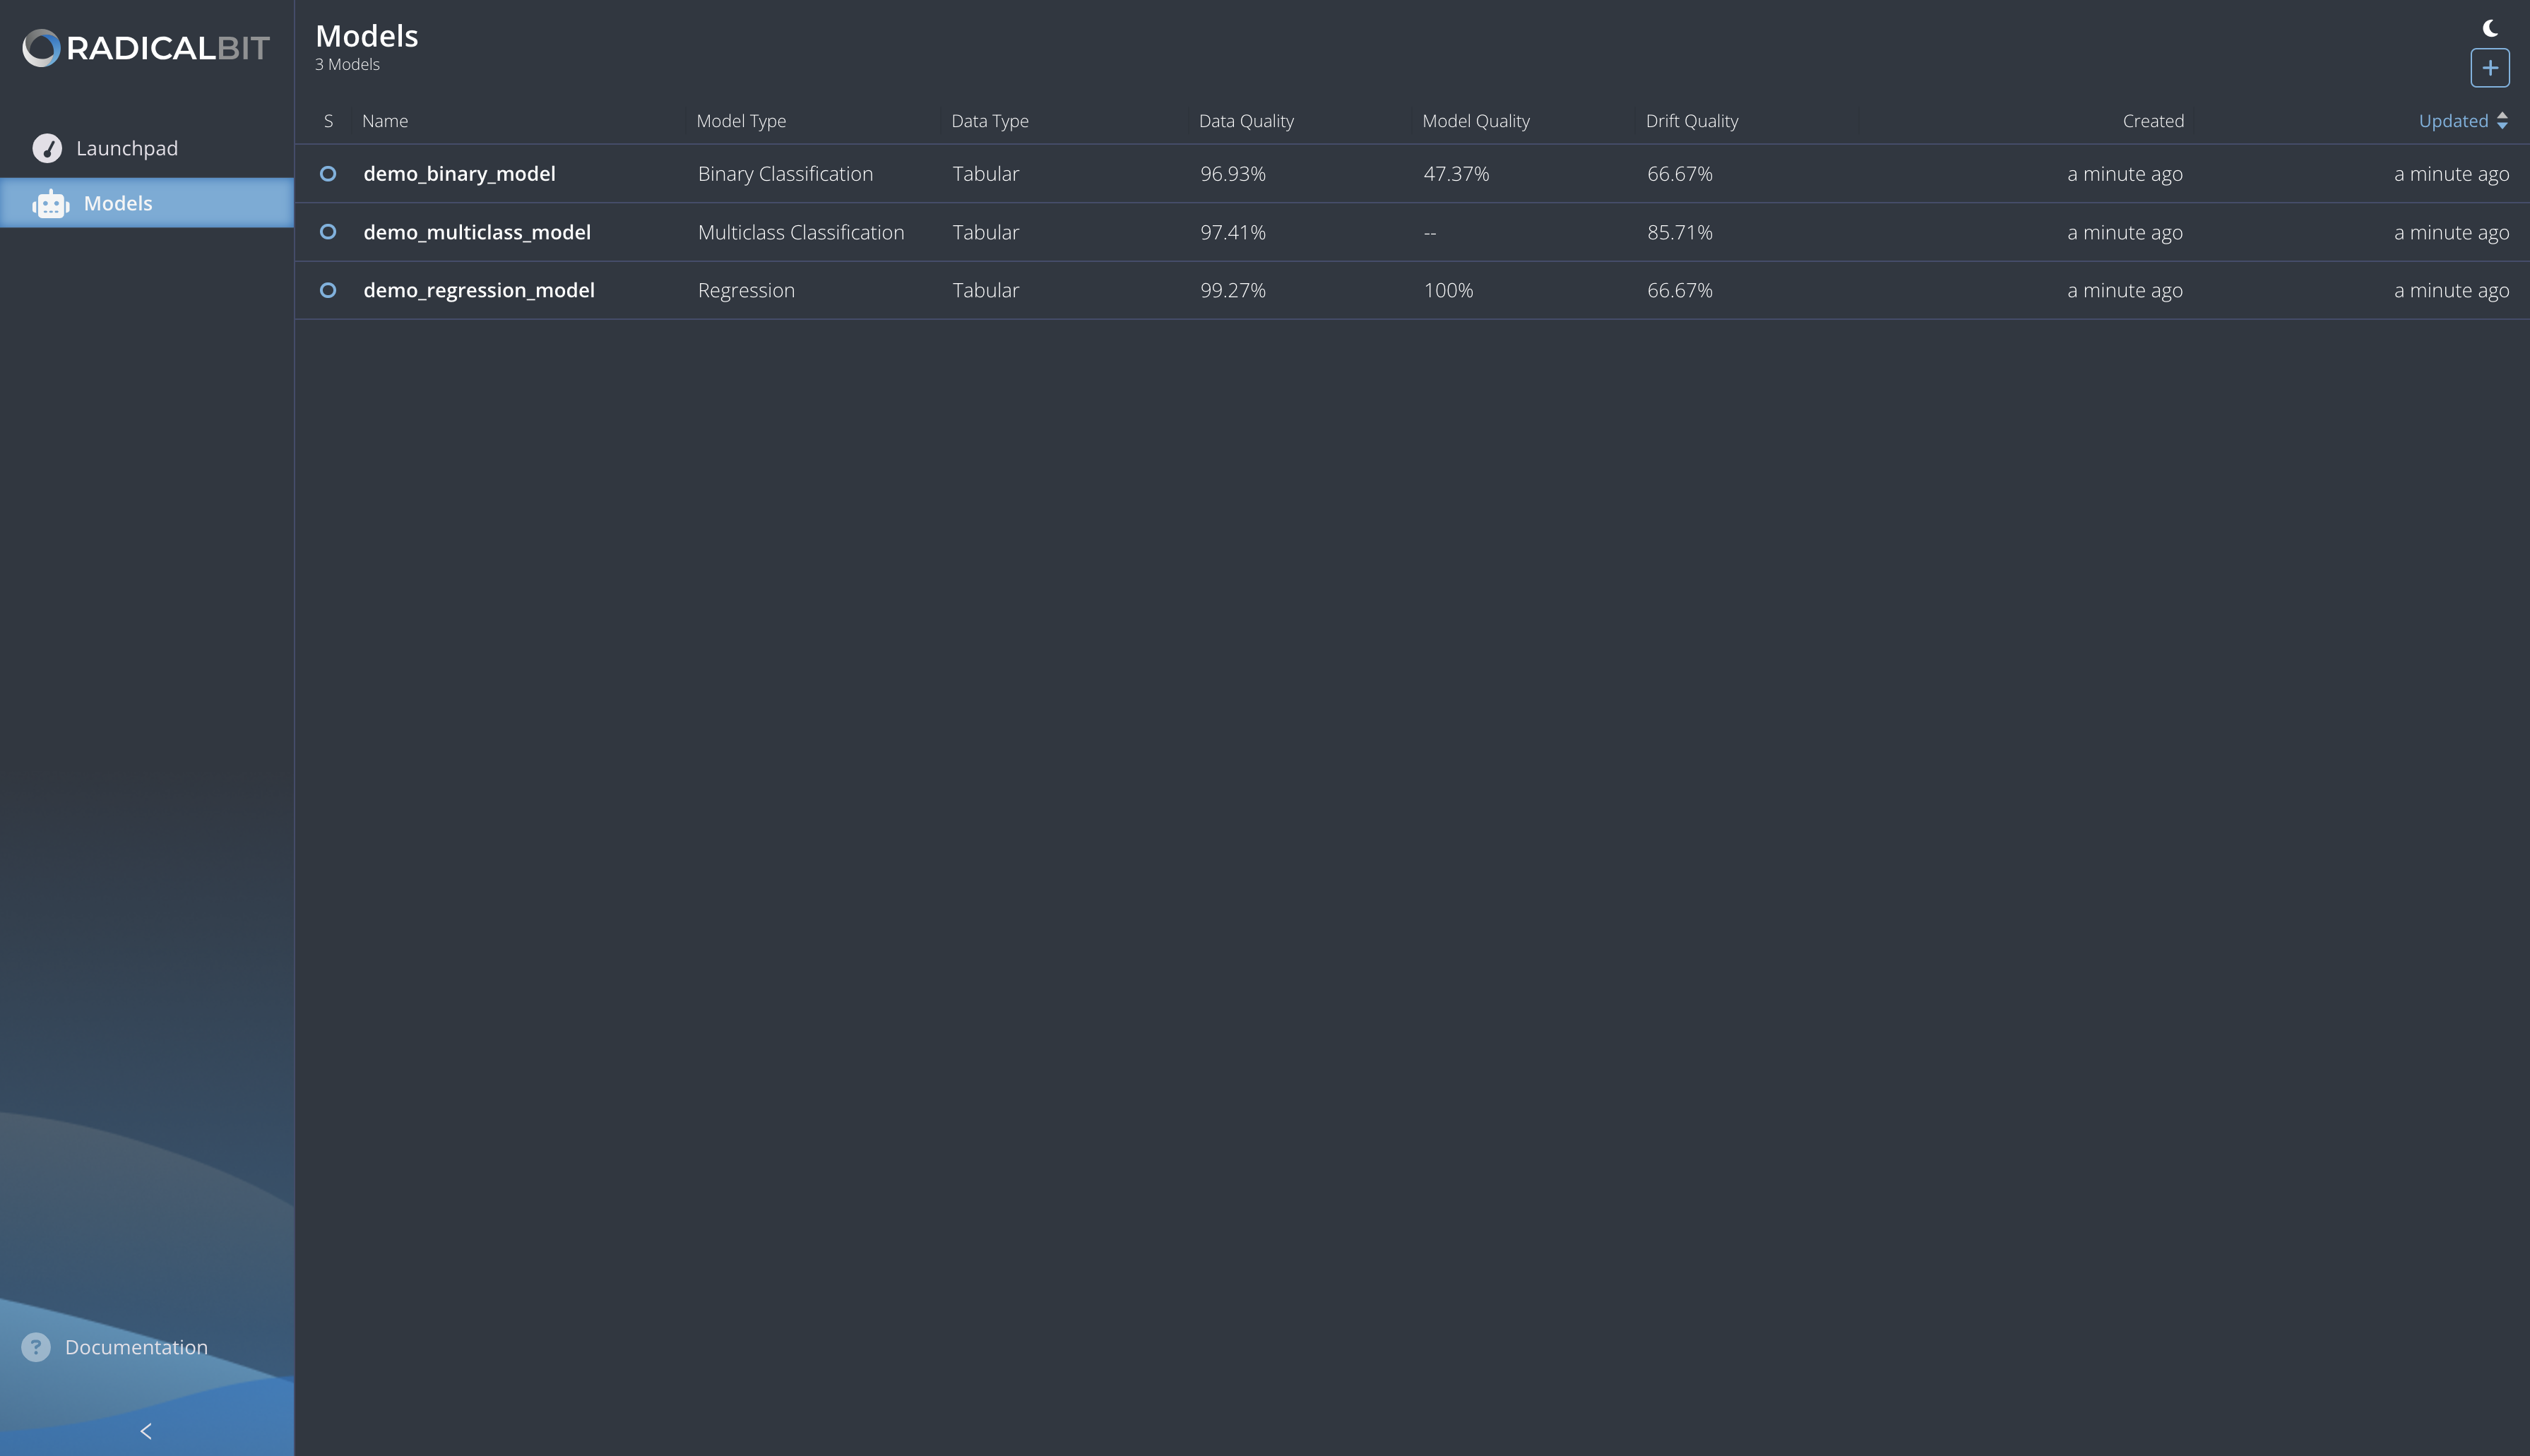 RADICALBIT
Launchpad
Models
Documentation
?
Models
3 Models
S Name Model Type Data Type Data Quality Model Quality Drift Quality Created Updated
demo_binary_model Binary Classification Tabular 96.93% 47.37% 66.67% a minute ago a minute ago
demo_multiclass_model Multiclass Classification Tabular 97.41% -- 85.71% a minute ago a minute ago
demo_regression_model Regression Tabular 99.27% 100% 66.67% a minute ago a minute ago